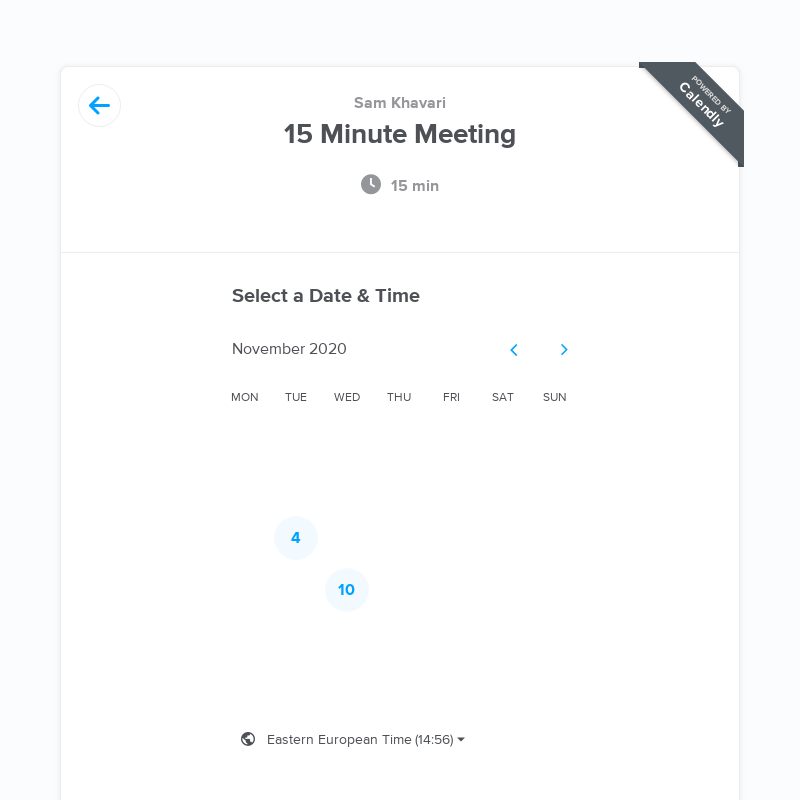 POWERED BY
Calendly
Sam Khavari
15 Minute Meeting
15 min
Select a Date & Time
November 2020
MON TUE WED THU FRI SAT SUN
4
10
Eastern European Time (14:56)